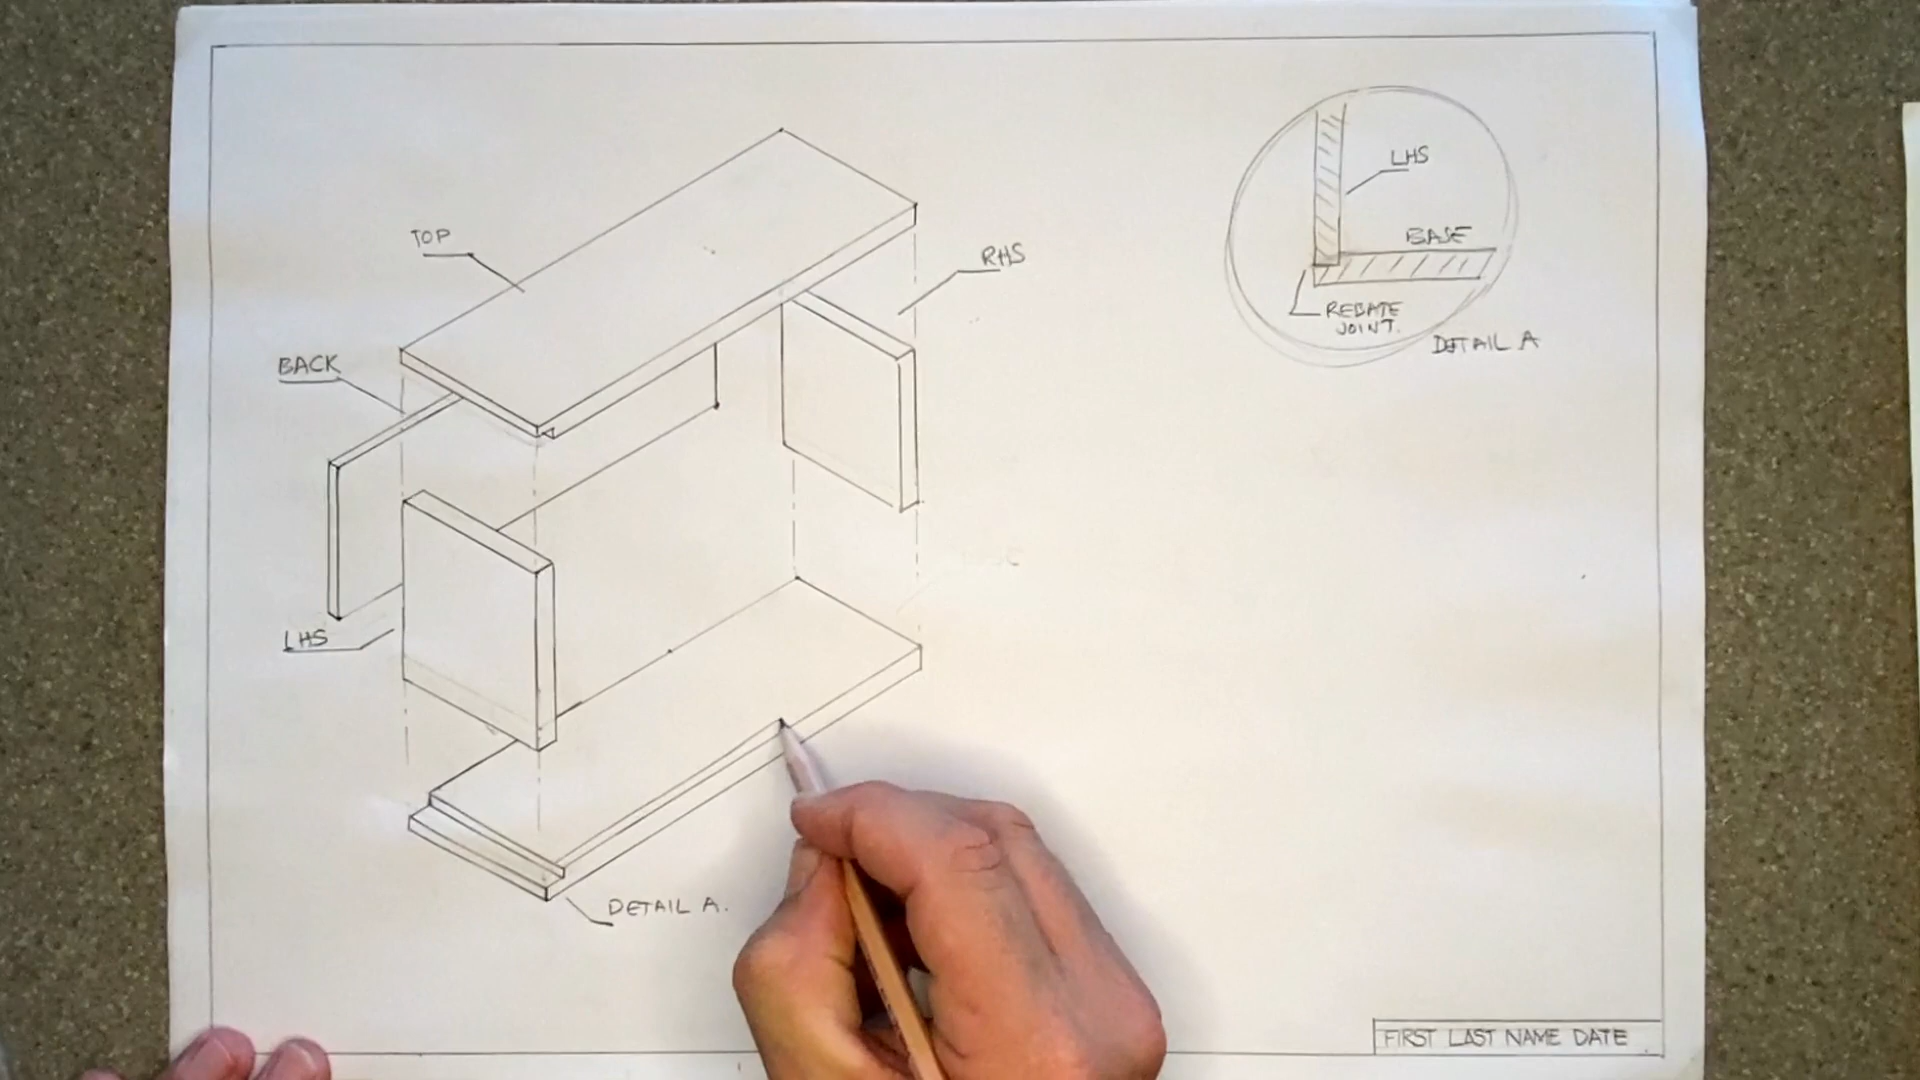 TOP
RHS
BACK
LHS
DETAIL A.
LHS
BASE
REBATE
JOINT.
DETAIL A
FIRST LAST NAME DATE